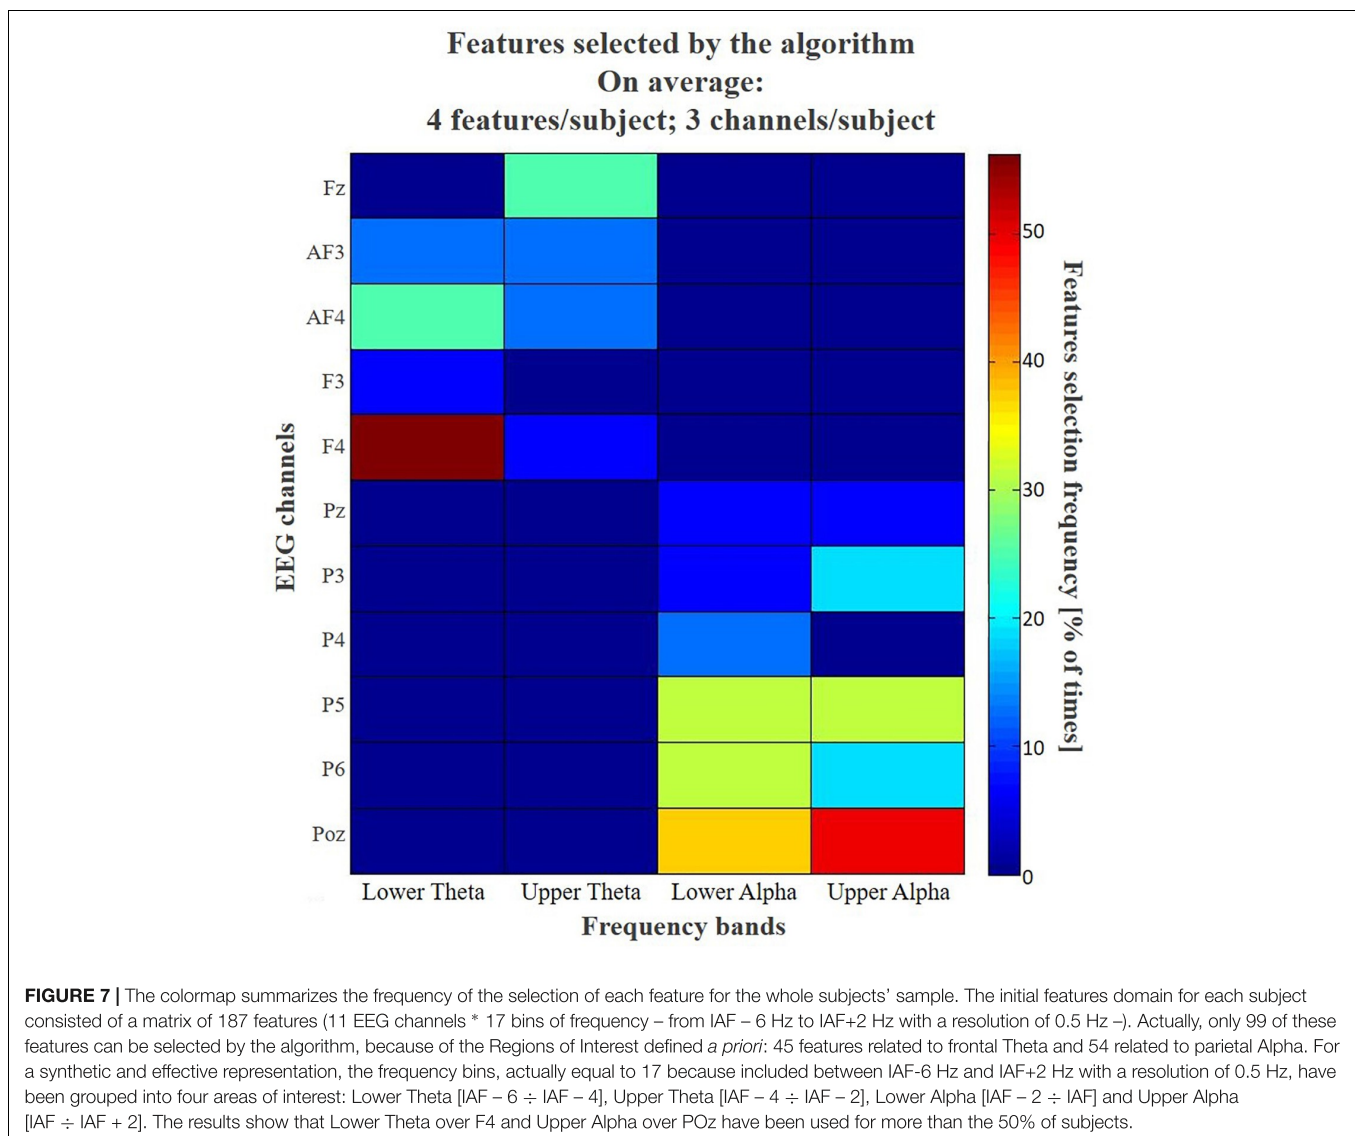 Features selected by the algorithm
On average:
4 features/subject; 3 channels/subject
Fz
AF3
AF4
F3
F4
Pz
P3
P4
P5
P6
Poz
EEG channels
Lower Theta
Upper Theta
Lower Alpha
Upper Alpha
Frequency bands
50
40
30
20
10
0
Features selection frequency [% of times]
FIGURE 7 | The colormap summarizes the frequency of the selection of each feature for the whole subjects' sample. The initial features domain for each subject
consisted of a matrix of 187 features (11 EEG channels * 17 bins of frequency – from IAF – 6 Hz to IAF+2 Hz with a resolution of 0.5 Hz –). Actually, only 99 of these
features can be selected by the algorithm, because of the Regions of Interest defined a priori: 45 features related to frontal Theta and 54 related to parietal Alpha. For
a synthetic and effective representation, the frequency bins, actually equal to 17 because included between IAF-6 Hz and IAF+2 Hz with a resolution of 0.5 Hz, have
been grouped into four areas of interest: Lower Theta [IAF – 6 ÷ IAF – 4], Upper Theta [IAF – 4 ÷ IAF – 2], Lower Alpha [IAF – 2 ÷ IAF] and Upper Alpha
[IAF ÷ IAF + 2]. The results show that Lower Theta over F4 and Upper Alpha over POz have been used for more than the 50% of subjects.